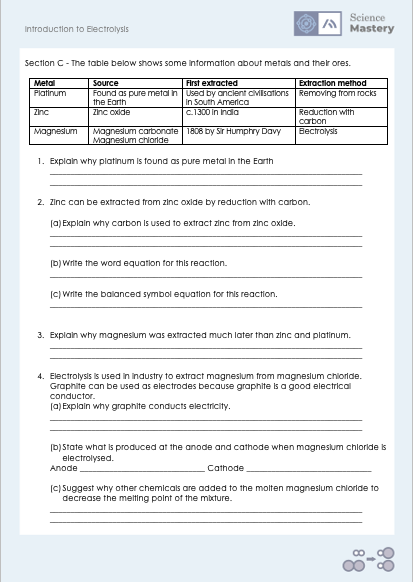 Introduction to Electrolysis
Science
Mastery
Section C - The table below shows some information about metals and their ores.
Metal Source First extracted Extraction method
Platinum Found as pure metal in the Earth Used by ancient civilisations in South America Removing from rocks
Zinc Zinc oxide c.1300 in India Reduction with carbon
Magnesium Magnesium carbonate Magnesium chloride 1808 by Sir Humphry Davy Electrolysis
1. Explain why platinum is found as pure metal in the Earth
2. Zinc can be extracted from zinc oxide by reduction with carbon.
(a) Explain why carbon is used to extract zinc from zinc oxide.
(b) Write the word equation for this reaction.
(c) Write the balanced symbol equation for this reaction.
3. Explain why magnesium was extracted much later than zinc and platinum.
4. Electrolysis is used in industry to extract magnesium from magnesium chloride.
Graphite can be used as electrodes because graphite is a good electrical
conductor.
(a) Explain why graphite conducts electricity.
(b) State what is produced at the anode and cathode when magnesium chloride is
electrolysed.
Anode ____________ Cathode ____________
(c) Suggest why other chemicals are added to the molten magnesium chloride to
decrease the melting point of the mixture.